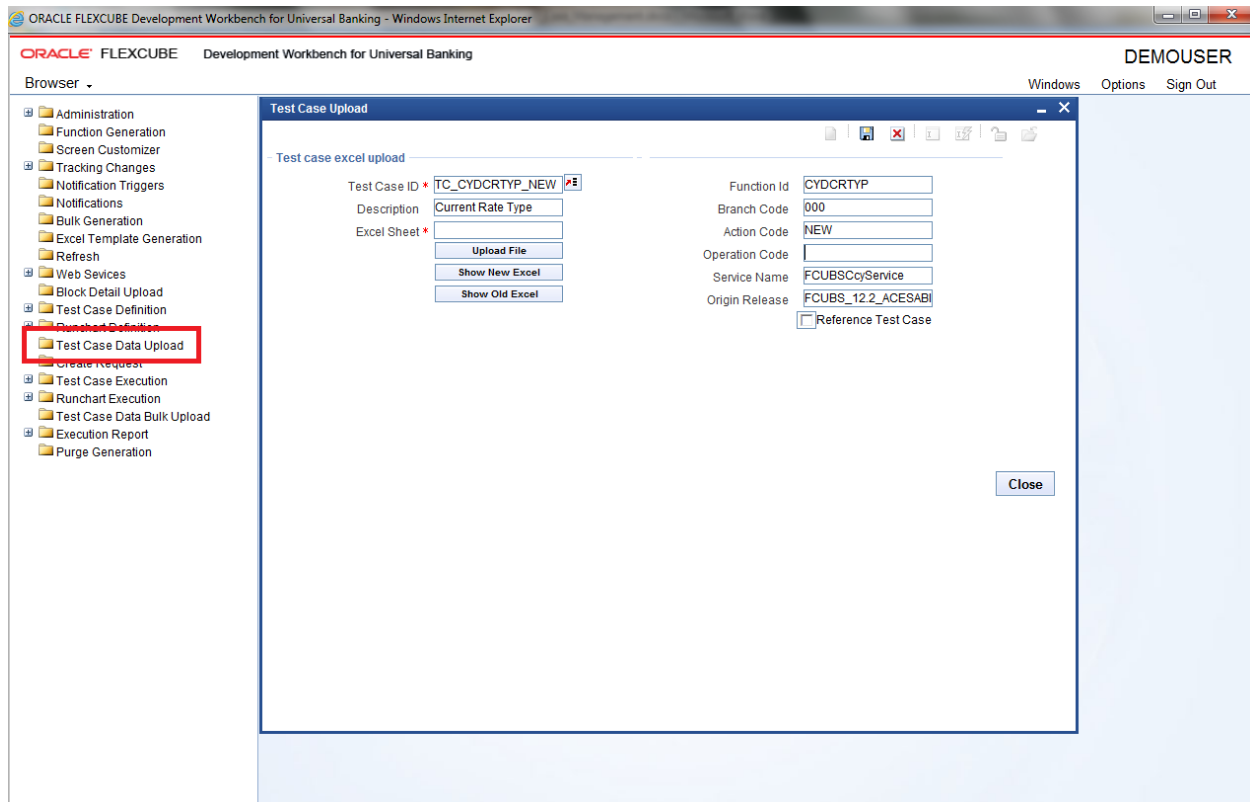 ORACLE FLEXCUBE Development Workbench for Universal Banking - Windows Internet Explorer
ORACLE FLEXCUBE Development Workbench for Universal Banking
DEMOUSER
Browser
Windows Options Sign Out
Administration
Function Generation
Screen Customizer
Tracking Changes
Notification Triggers
Notifications
Bulk Generation
Excel Template Generation
Refresh
Web Sevices
Block Detail Upload
Test Case Definition
Runchart Definition
Test Case Data Upload
Create Request
Test Case Execution
Runchart Execution
Test Case Data Bulk Upload
Execution Report
Purge Generation
Test Case Upload
Test case excel upload
Test Case ID * TC_CYDCRTYP_NEW
Description Current Rate Type
Excel Sheet *
Upload File
Show New Excel
Show Old Excel
Function Id CYDCRTYP
Branch Code 000
Action Code NEW
Operation Code
Service Name FCUBSCcyService
Origin Release FCUBS_12.2_ACESABI
Reference Test Case
Close